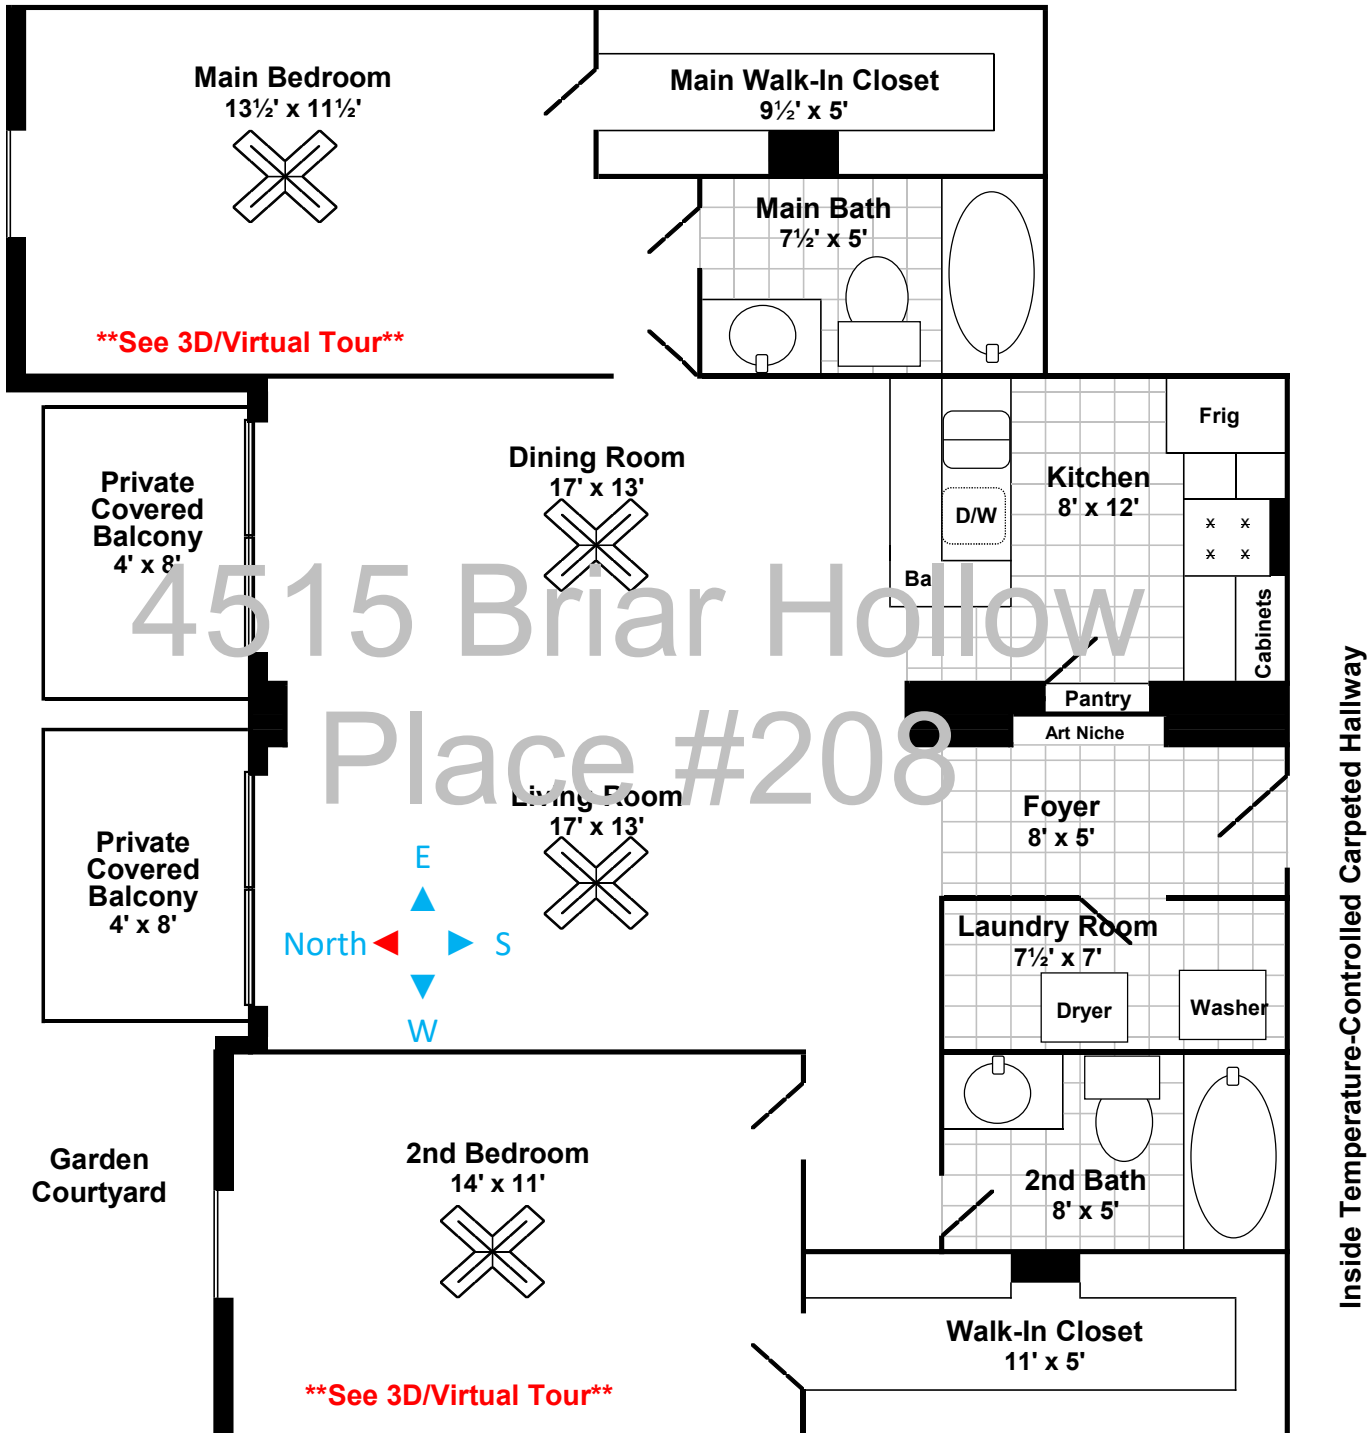 Main Bedroom
13½' x 11½'
Main Walk-In Closet
9½' x 5'
Main Bath
7½' x 5'
**See 3D/Virtual Tour**
Private
Covered
Balcony
4' x 8'
Dining Room
17' x 13'
Kitchen
8' x 12'
Frig
D/W
Cabinets
4515 Briar Hollow
Place #208
Pantry
Art Niche
Living Room
17' x 13'
Foyer
8' x 5'
Private
Covered
Balcony
4' x 8'
E
North
S
W
Laundry Room
7½' x 7'
Dryer
Washer
Inside Temperature-Controlled Carpeted Hallway
Garden
Courtyard
2nd Bedroom
14' x 11'
2nd Bath
8' x 5'
Walk-In Closet
11' x 5'
**See 3D/Virtual Tour**